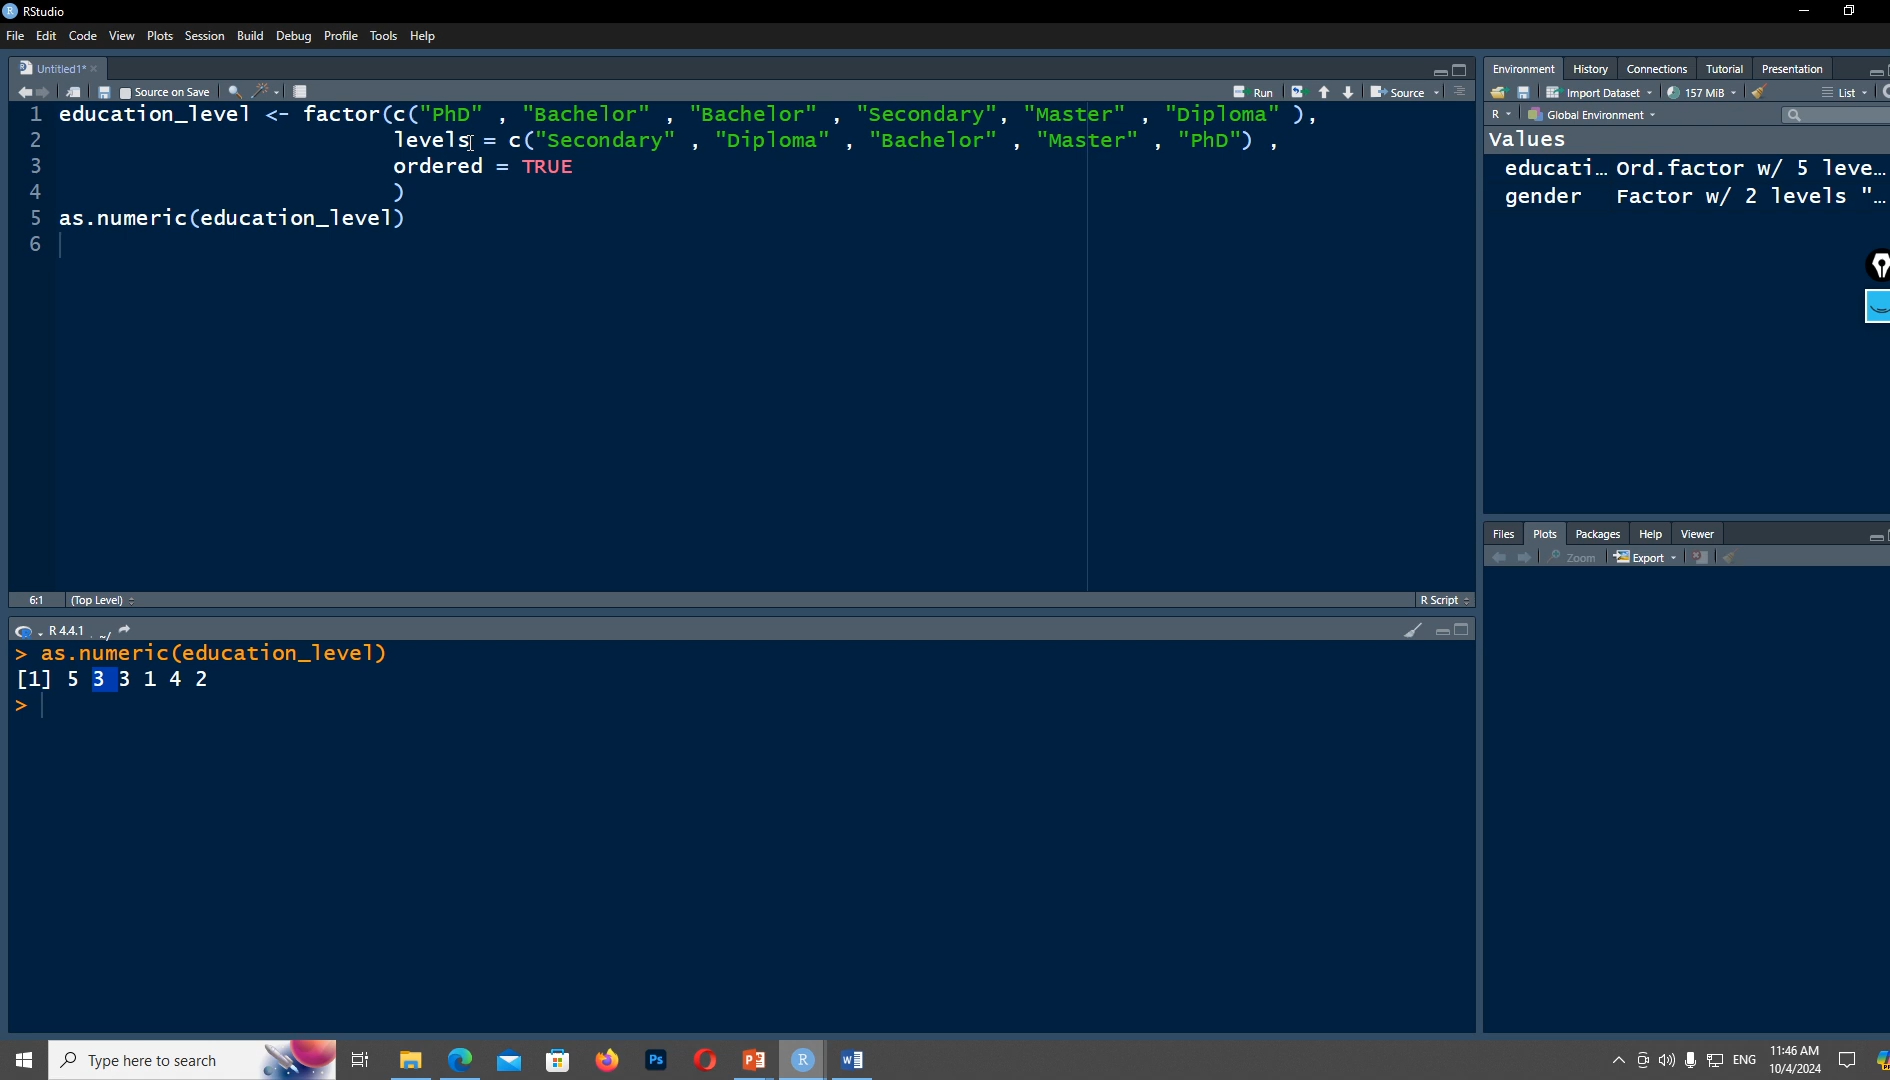 RStudio
File Edit Code View Plots Session Build Debug Profile Tools Help
Untitled1*
Source on Save Run Source
1 education_level <- factor(c("PhD" , "Bachelor" , "Bachelor" , "Secondary", "Master" , "Diploma" ),
2 levels = c("Secondary" , "Diploma" , "Bachelor" , "Master" , "PhD") ,
3 ordered = TRUE
4 )
5 as.numeric(education_level)
6
6:1 (Top Level) R Script
R 4.4.1 . ~/
> as.numeric(education_level)
[1] 5 3 3 1 4 2
>
Environment History Connections Tutorial Presentation
Import Dataset 157 MiB List
R Global Environment
Values
educati… Ord.factor w/ 5 leve…
gender Factor w/ 2 levels "…
Files Plots Packages Help Viewer
Zoom Export
Type here to search
Ps
R
ENG
11:46 AM
10/4/2024